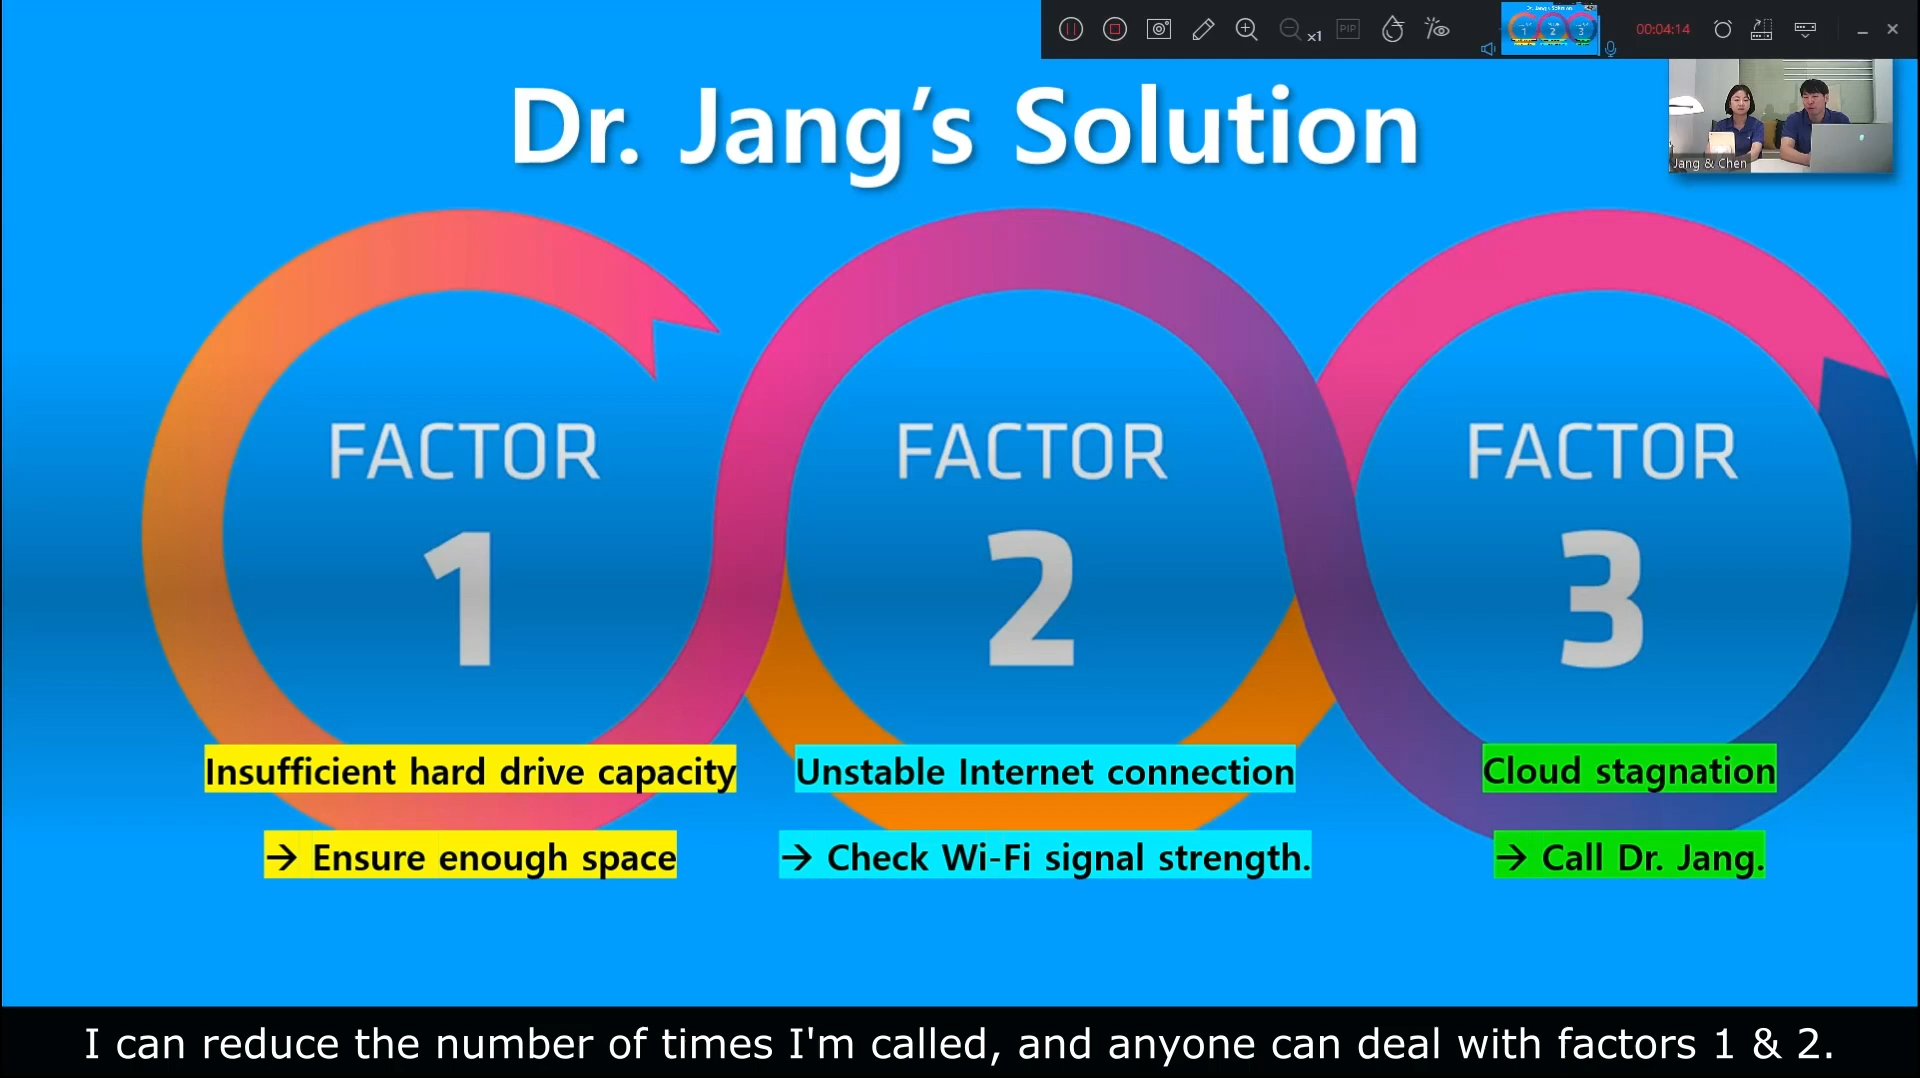 x1
PIP
00:04:14
Dr. Jang's Solution
Jang & Chen
FACTOR
1
FACTOR
2
FACTOR
3
Insufficient hard drive capacity
→ Ensure enough space
Unstable Internet connection
→ Check Wi-Fi signal strength.
Cloud stagnation
→ Call Dr. Jang.
I can reduce the number of times I'm called, and anyone can deal with factors 1 & 2.